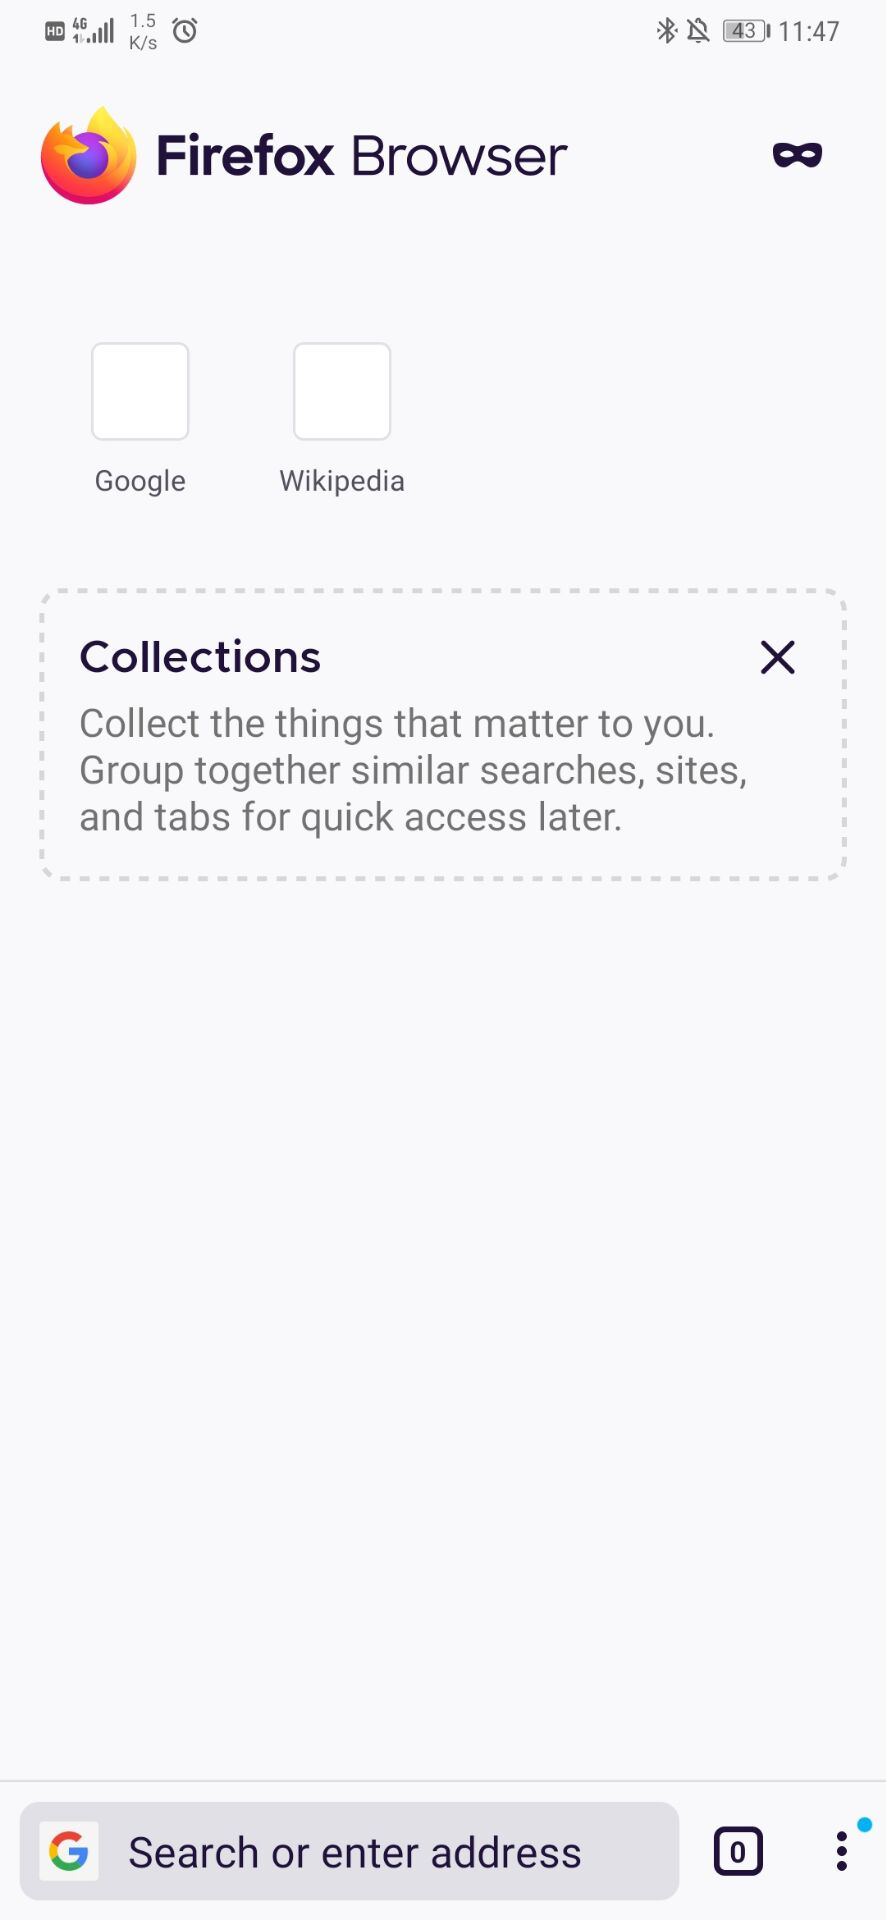 HD 4G 1.5 K/s 43 11:47
Firefox Browser
Google Wikipedia
Collections
Collect the things that matter to you.
Group together similar searches, sites,
and tabs for quick access later.
G Search or enter address 0